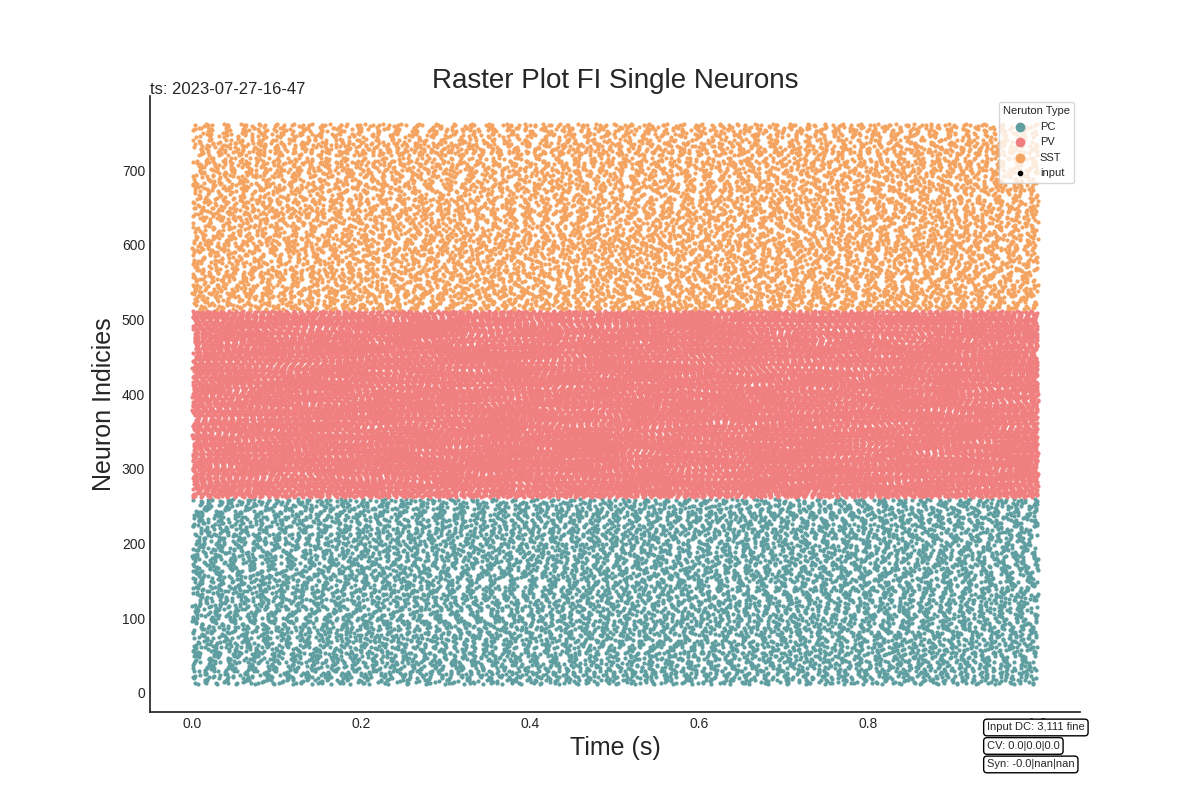 Raster Plot FI Single Neurons
ts: 2023-07-27-16-47
Neruton Type
PC
PV
SST
input
700
600
500
400
300
200
100
0
Neuron Indicies
0.0 0.2 0.4 0.6 0.8
Time (s)
Input DC: 3,111 fine
CV: 0.0|0.0|0.0
Syn: -0.0|nan|nan